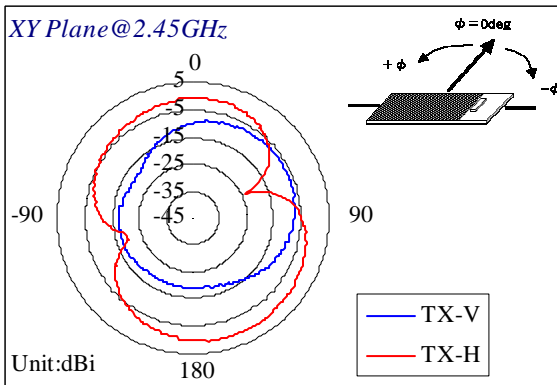 XY Plane@2.45GHz
φ=0deg
+φ
-φ
0
5
-5
-15
-25
-35
-45
-90
90
180
TX-V
TX-H
Unit:dBi